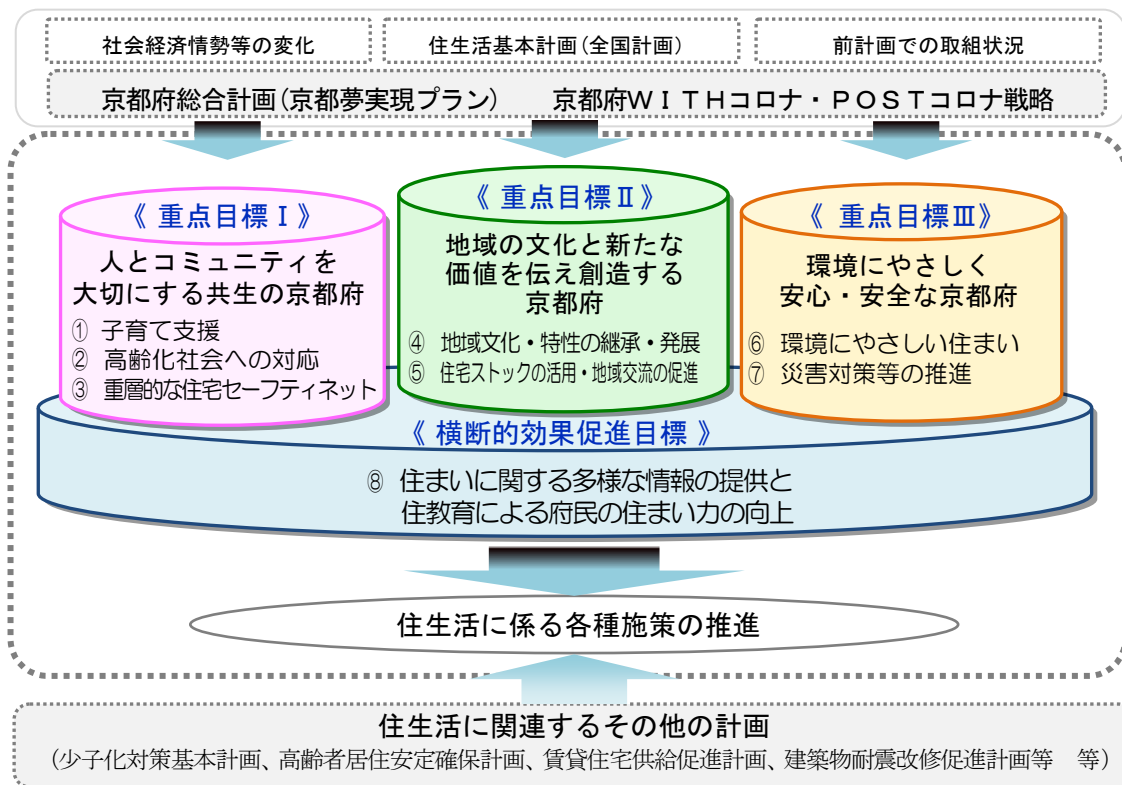 社会経済情勢等の変化
住生活基本計画(全国計画)
前計画での取組状況
京都府総合計画(京都夢実現プラン)　京都府WITHコロナ・POSTコロナ戦略
《 重点目標Ⅰ》
人とコミュニティを
大切にする共生の京都府
① 子育て支援
② 高齢化社会への対応
③ 重層的な住宅セーフティネット
《 重点目標Ⅱ》
地域の文化と新たな
価値を伝え創造する
京都府
④ 地域文化・特性の継承・発展
⑤ 住宅ストックの活用・地域交流の促進
《 重点目標Ⅲ》
環境にやさしく
安心・安全な京都府
⑥ 環境にやさしい住まい
⑦ 災害対策等の推進
《 横断的効果促進目標 》
⑧ 住まいに関する多様な情報の提供と
住教育による府民の住まい力の向上
住生活に係る各種施策の推進
住生活に関連するその他の計画
(少子化対策基本計画、高齢者居住安定確保計画、賃貸住宅供給促進計画、建築物耐震改修促進計画等　等)